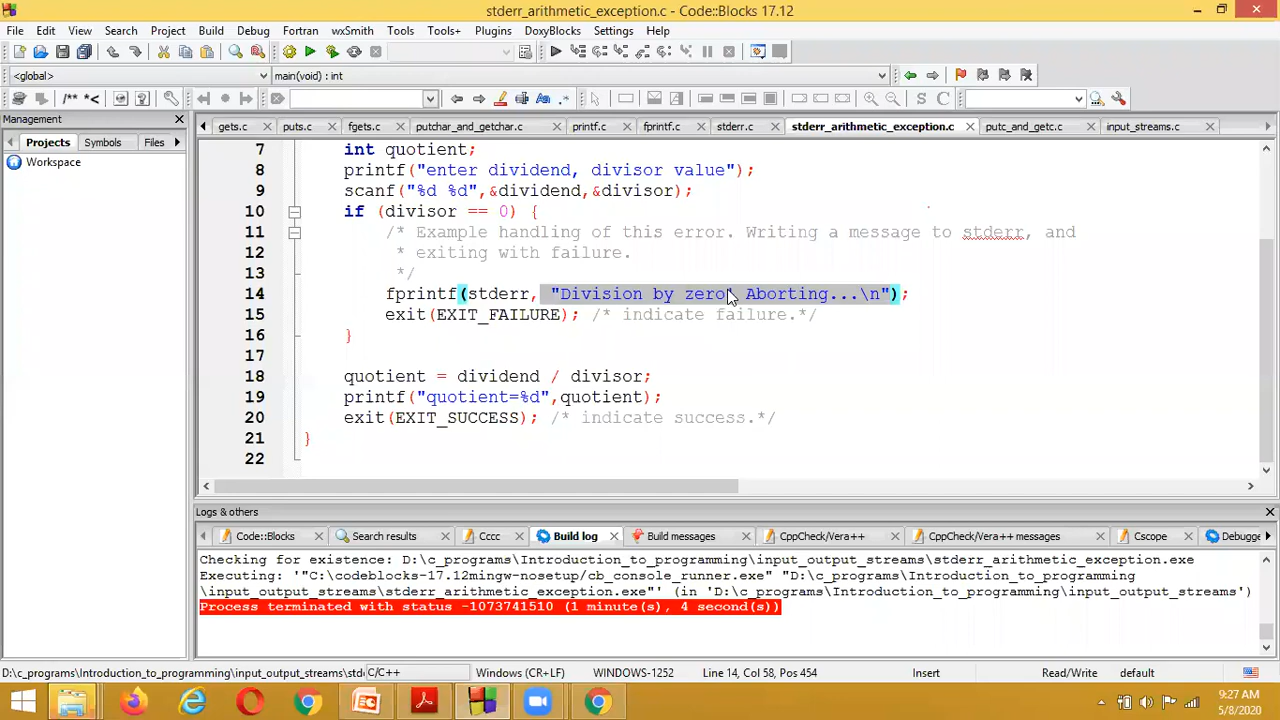 stderr_arithmetic_exception.c - Code::Blocks 17.12
File Edit View Search Project Build Debug Fortran wxSmith Tools Tools+ Plugins DoxyBlocks Settings Help
<global> main(void) : int
/** *<
S C
Management
Projects Symbols Files
Workspace
gets.c puts.c fgets.c putchar_and_getchar.c printf.c fprintf.c stderr.c stderr_arithmetic_exception.c putc_and_getc.c input_streams.c
7 int quotient;
8 printf("enter dividend, divisor value");
9 scanf("%d %d",&dividend,&divisor);
10 if (divisor == 0) {
11 /* Example handling of this error. Writing a message to stderr, and
12 * exiting with failure.
13 */
14 fprintf(stderr, "Division by zero! Aborting...\n");
15 exit(EXIT_FAILURE); /* indicate failure.*/
16 }
17
18 quotient = dividend / divisor;
19 printf("quotient=%d",quotient);
20 exit(EXIT_SUCCESS); /* indicate success.*/
21 }
22
Logs & others
Code::Blocks Search results Cccc Build log Build messages CppCheck/Vera++ CppCheck/Vera++ messages Cscope Debugge
Checking for existence: D:\c_programs\Introduction_to_programming\input_output_streams\stderr_arithmetic_exception.exe
Executing: '"C:\codeblocks-17.12mingw-nosetup/cb_console_runner.exe" "D:\c_programs\Introduction_to_programming
\input_output_streams\stderr_arithmetic_exception.exe"' (in 'D:\c_programs\Introduction_to_programming\input_output_streams')
Process terminated with status -1073741510 (1 minute(s), 4 second(s))
D:\c_programs\Introduction_to_programming\input_output_streams\stde C/C++ Windows (CR+LF) WINDOWS-1252 Line 14, Col 58, Pos 454 Insert Read/Write default
9:27 AM
5/8/2020